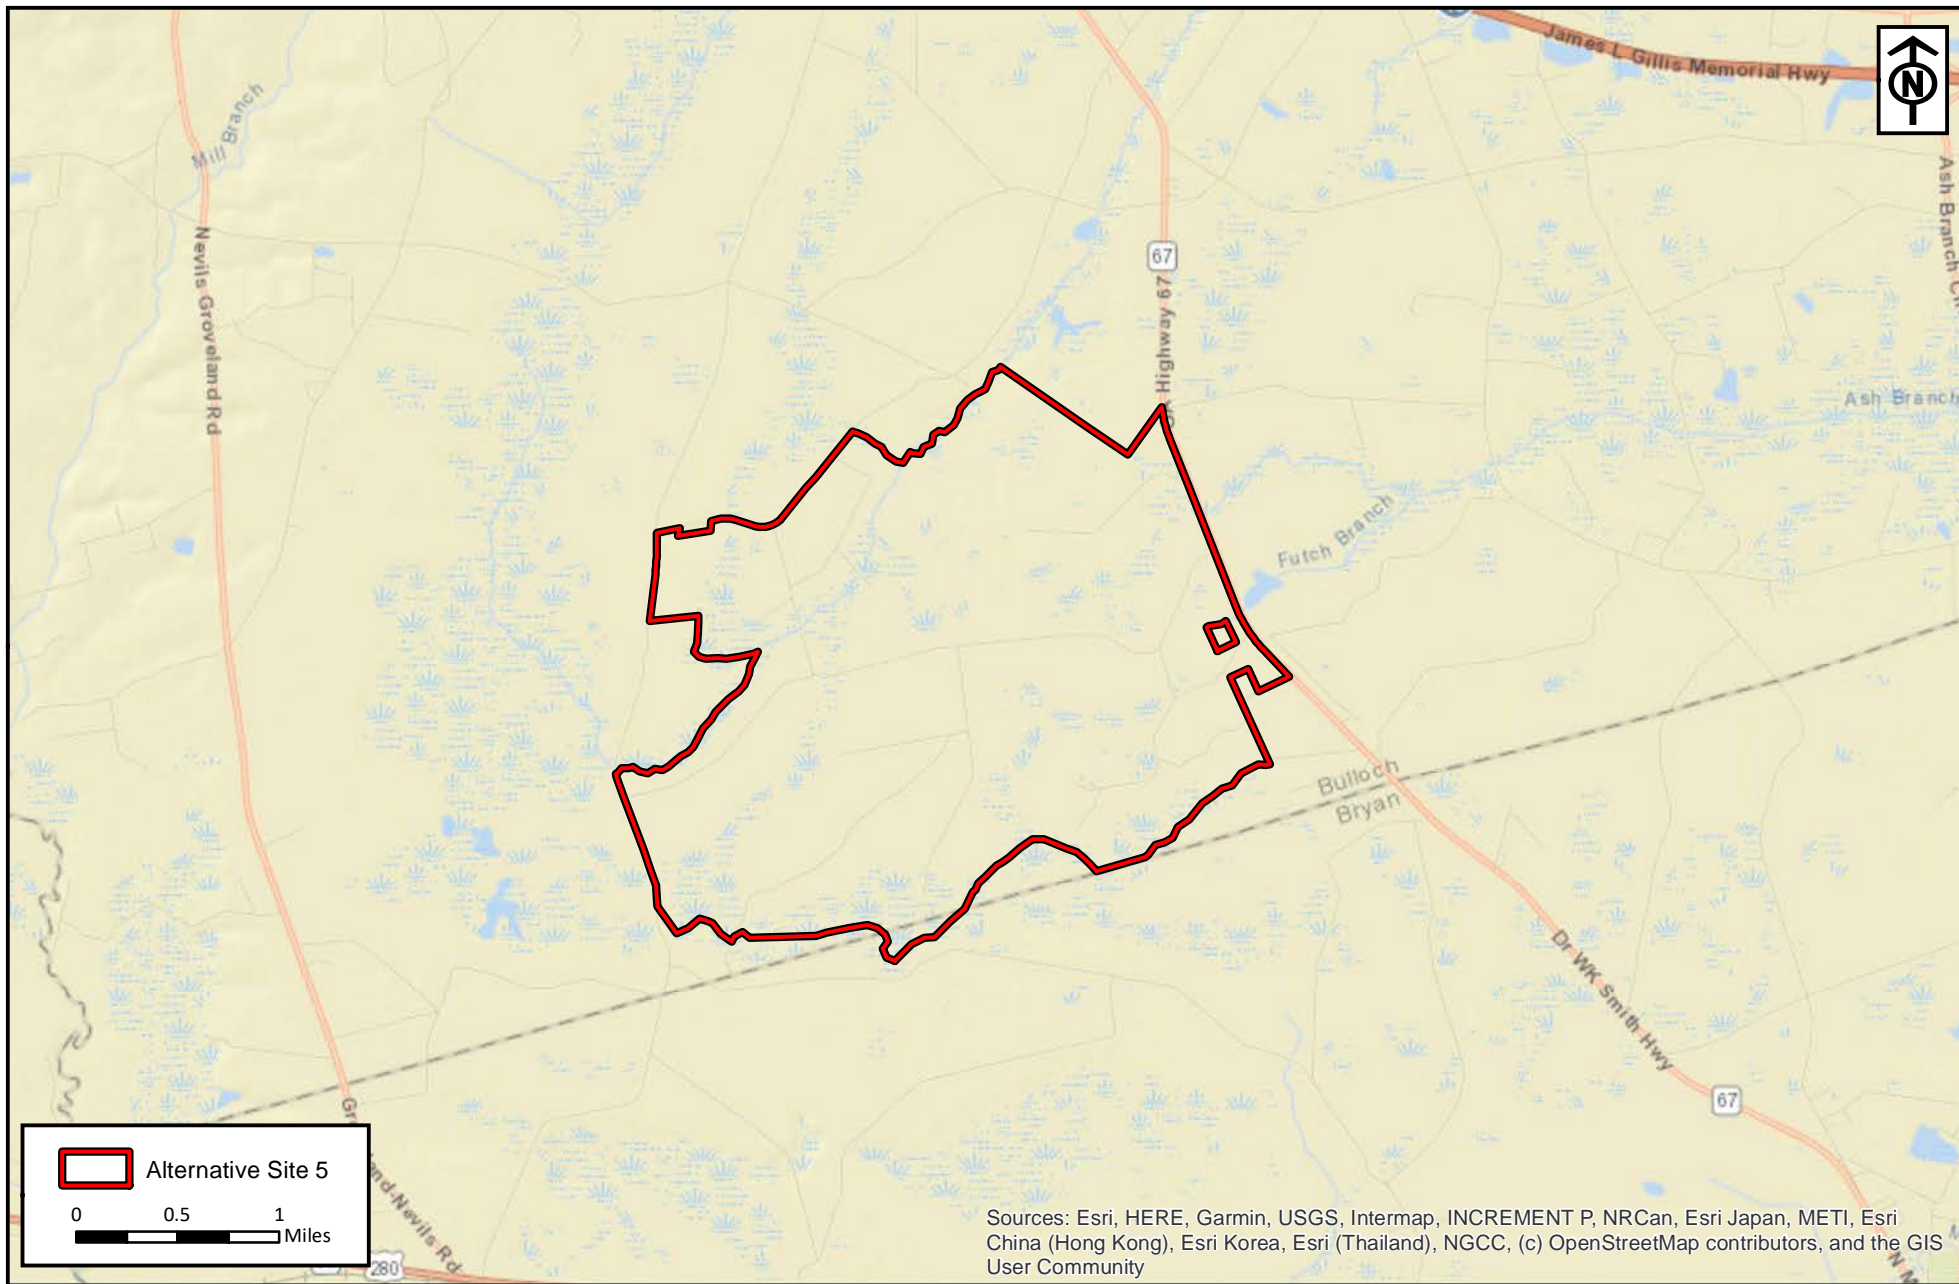 James L Gillis Memorial Hwy
N
Mill Branch
Ash Branch
Nevils Groveland Rd
67
Highway 67
Ash Branch
Futch Branch
Bulloch
Bryan
Dr WK Smith Hwy
67
Alternative Site 5
0 0.5 1
Miles
and-Nevils Rd
280
Sources: Esri, HERE, Garmin, USGS, Intermap, INCREMENT P, NRCan, Esri Japan, METI, Esri
China (Hong Kong), Esri Korea, Esri (Thailand), NGCC, (c) OpenStreetMap contributors, and the GIS
User Community